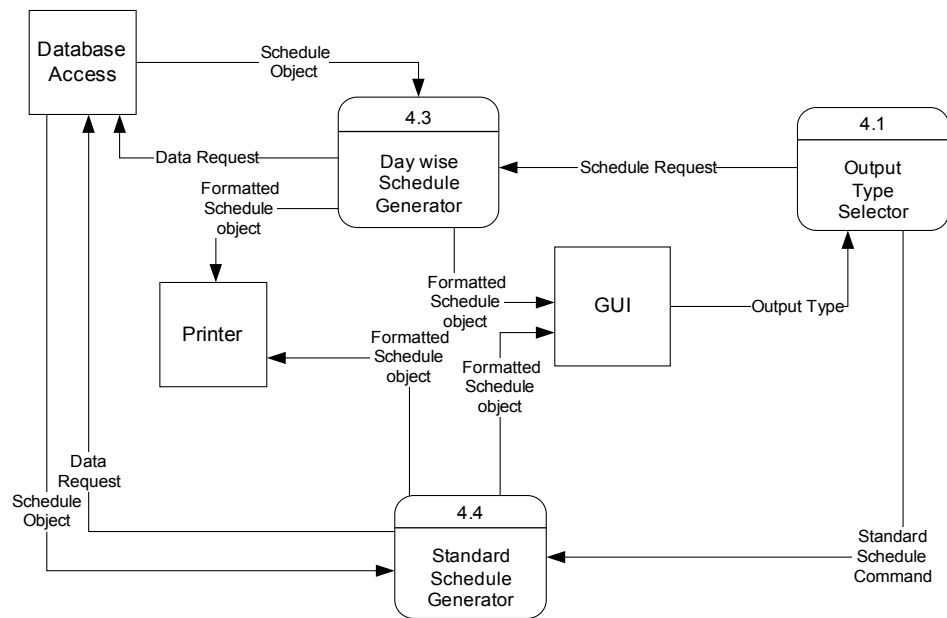 Database
Access
Schedule
Object
4.3
Day wise
Schedule
Generator
4.1
Output
Type
Selector
Data Request
Schedule Request
Formatted
Schedule
object
Printer
Formatted
Schedule
object
GUI
Output Type
Formatted
Schedule
object
Formatted
Schedule
object
Data
Request
Schedule
Object
4.4
Standard
Schedule
Generator
Standard
Schedule
Command